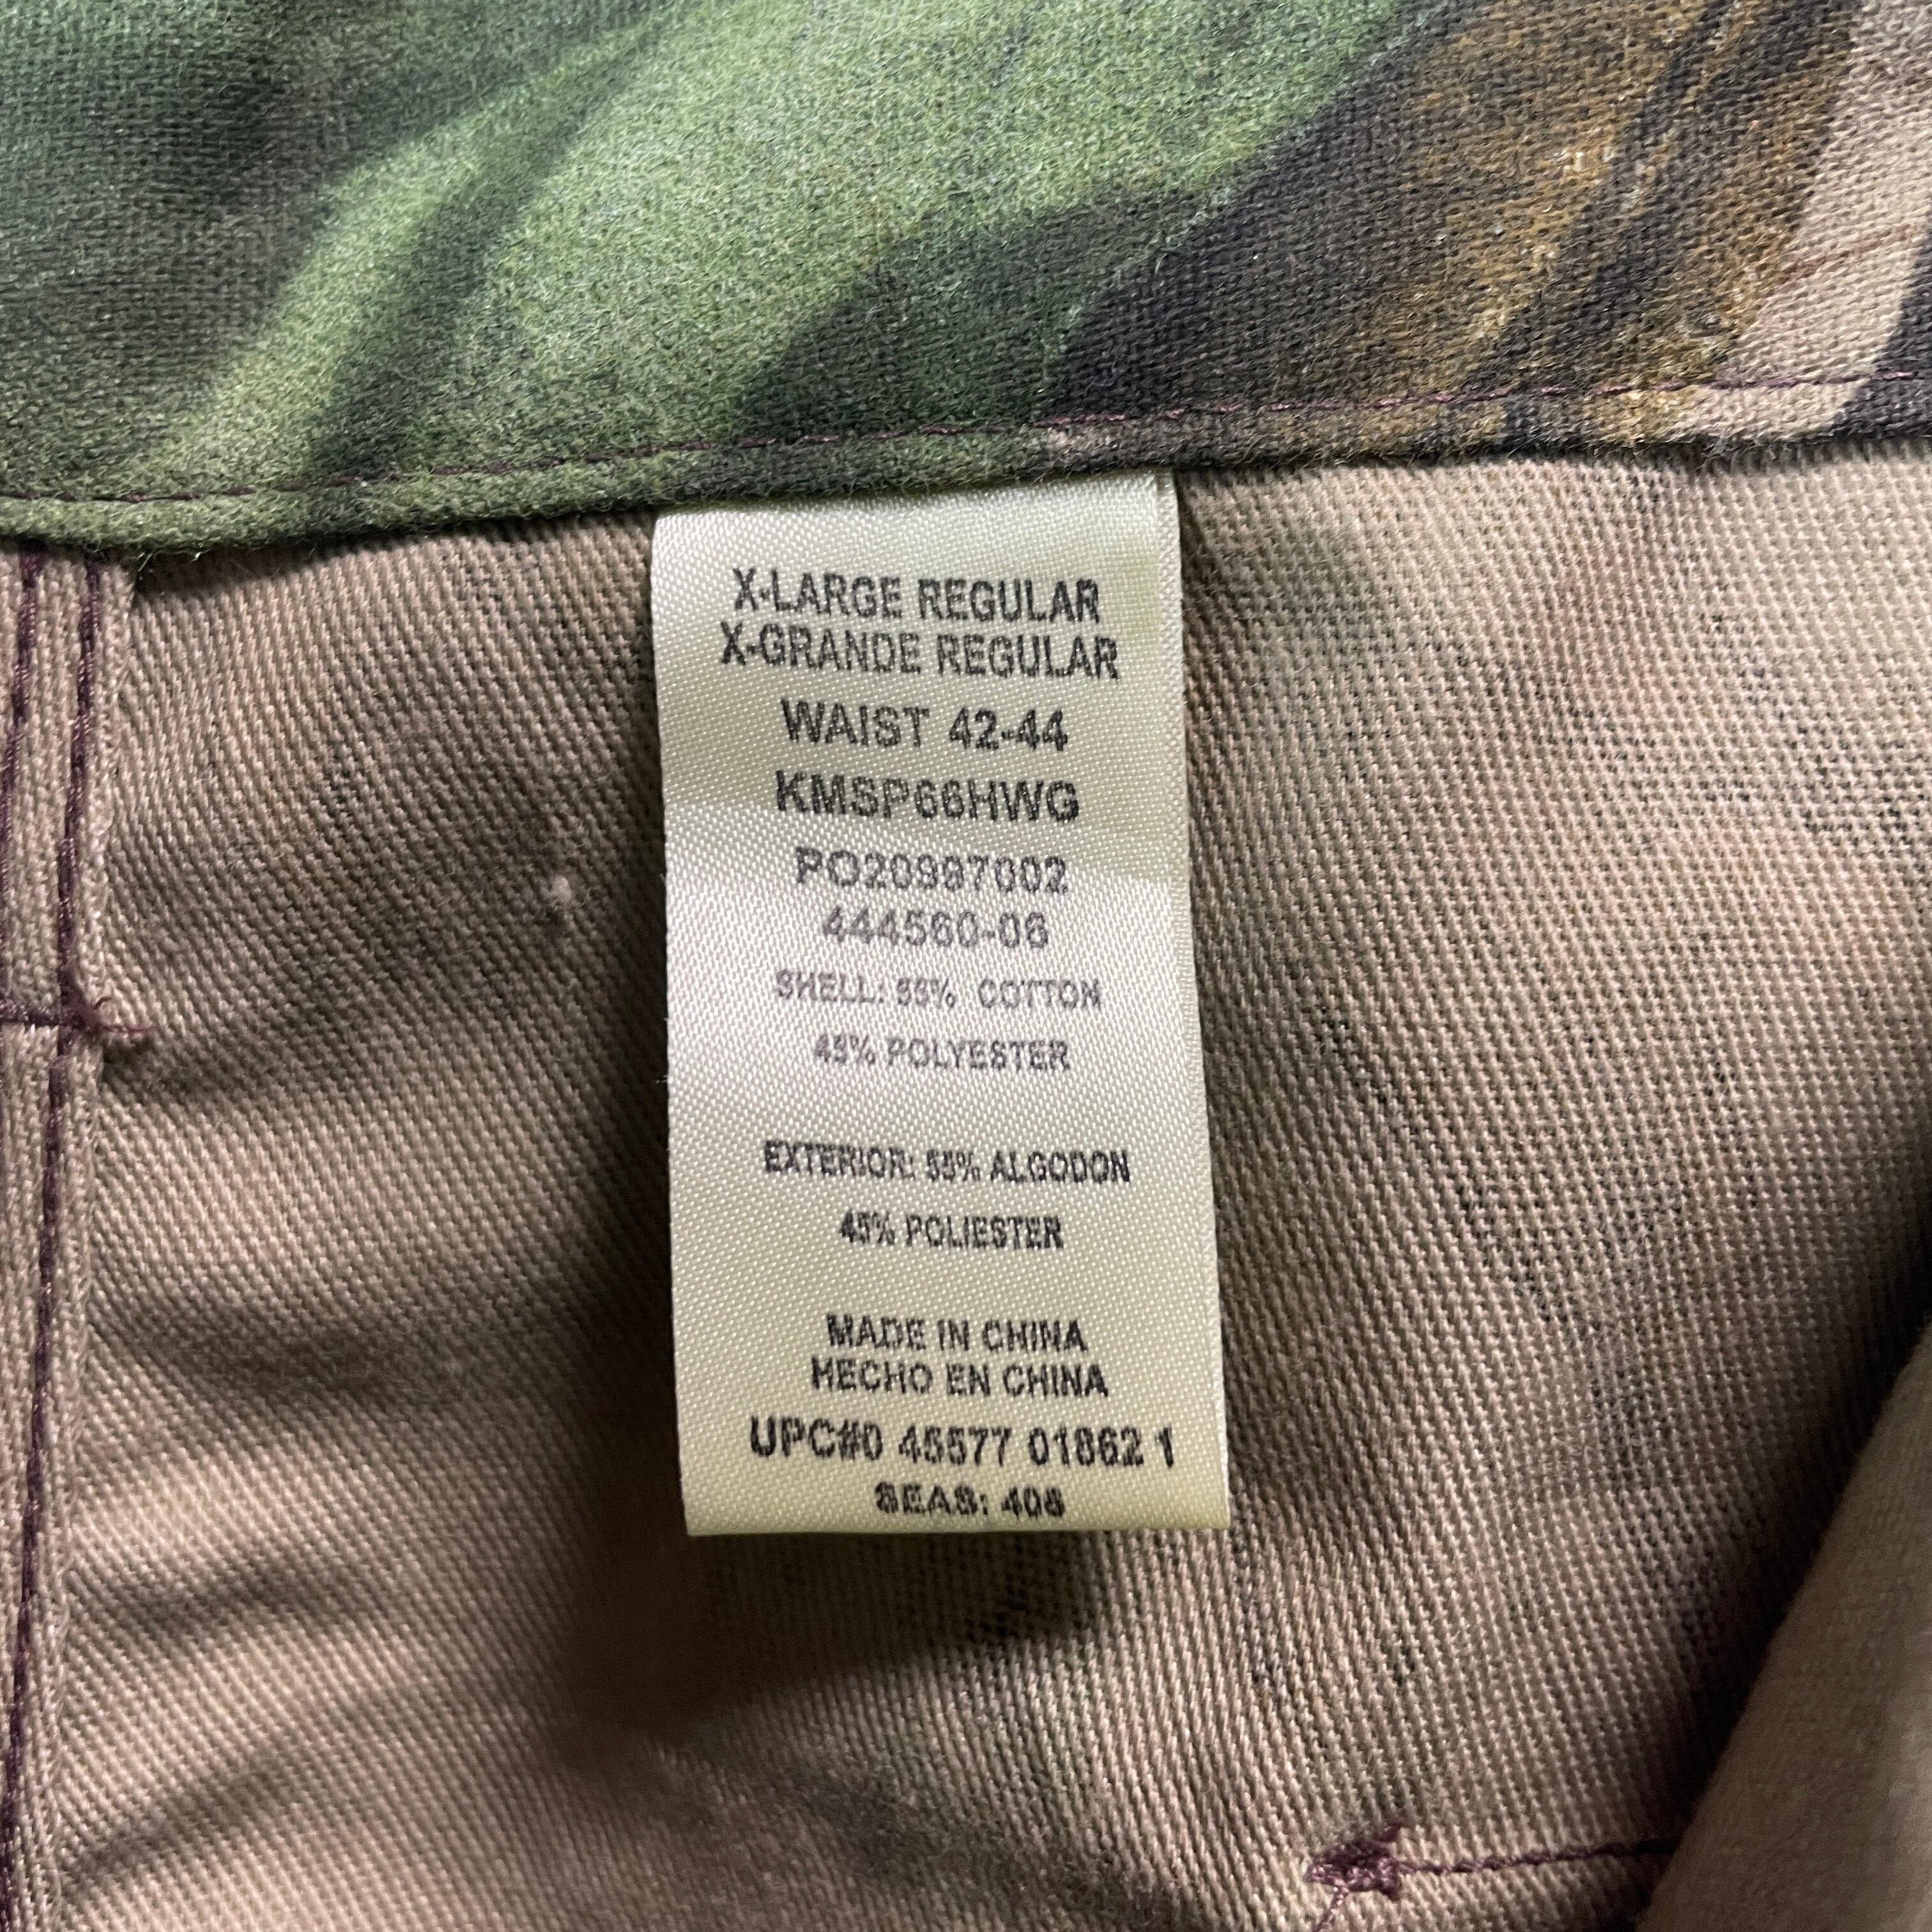 X-LARGE REGULAR
X-GRANDE REGULAR
WAIST 42-44
KMSP66HWG
PO20997002
444560-06
SHELL: 55% COTTON
45% POLYESTER
EXTERIOR: 55% ALGODON
45% POLIESTER
MADE IN CHINA
HECHO EN CHINA
UPC#0 45577 01862 1
SEAS: 408